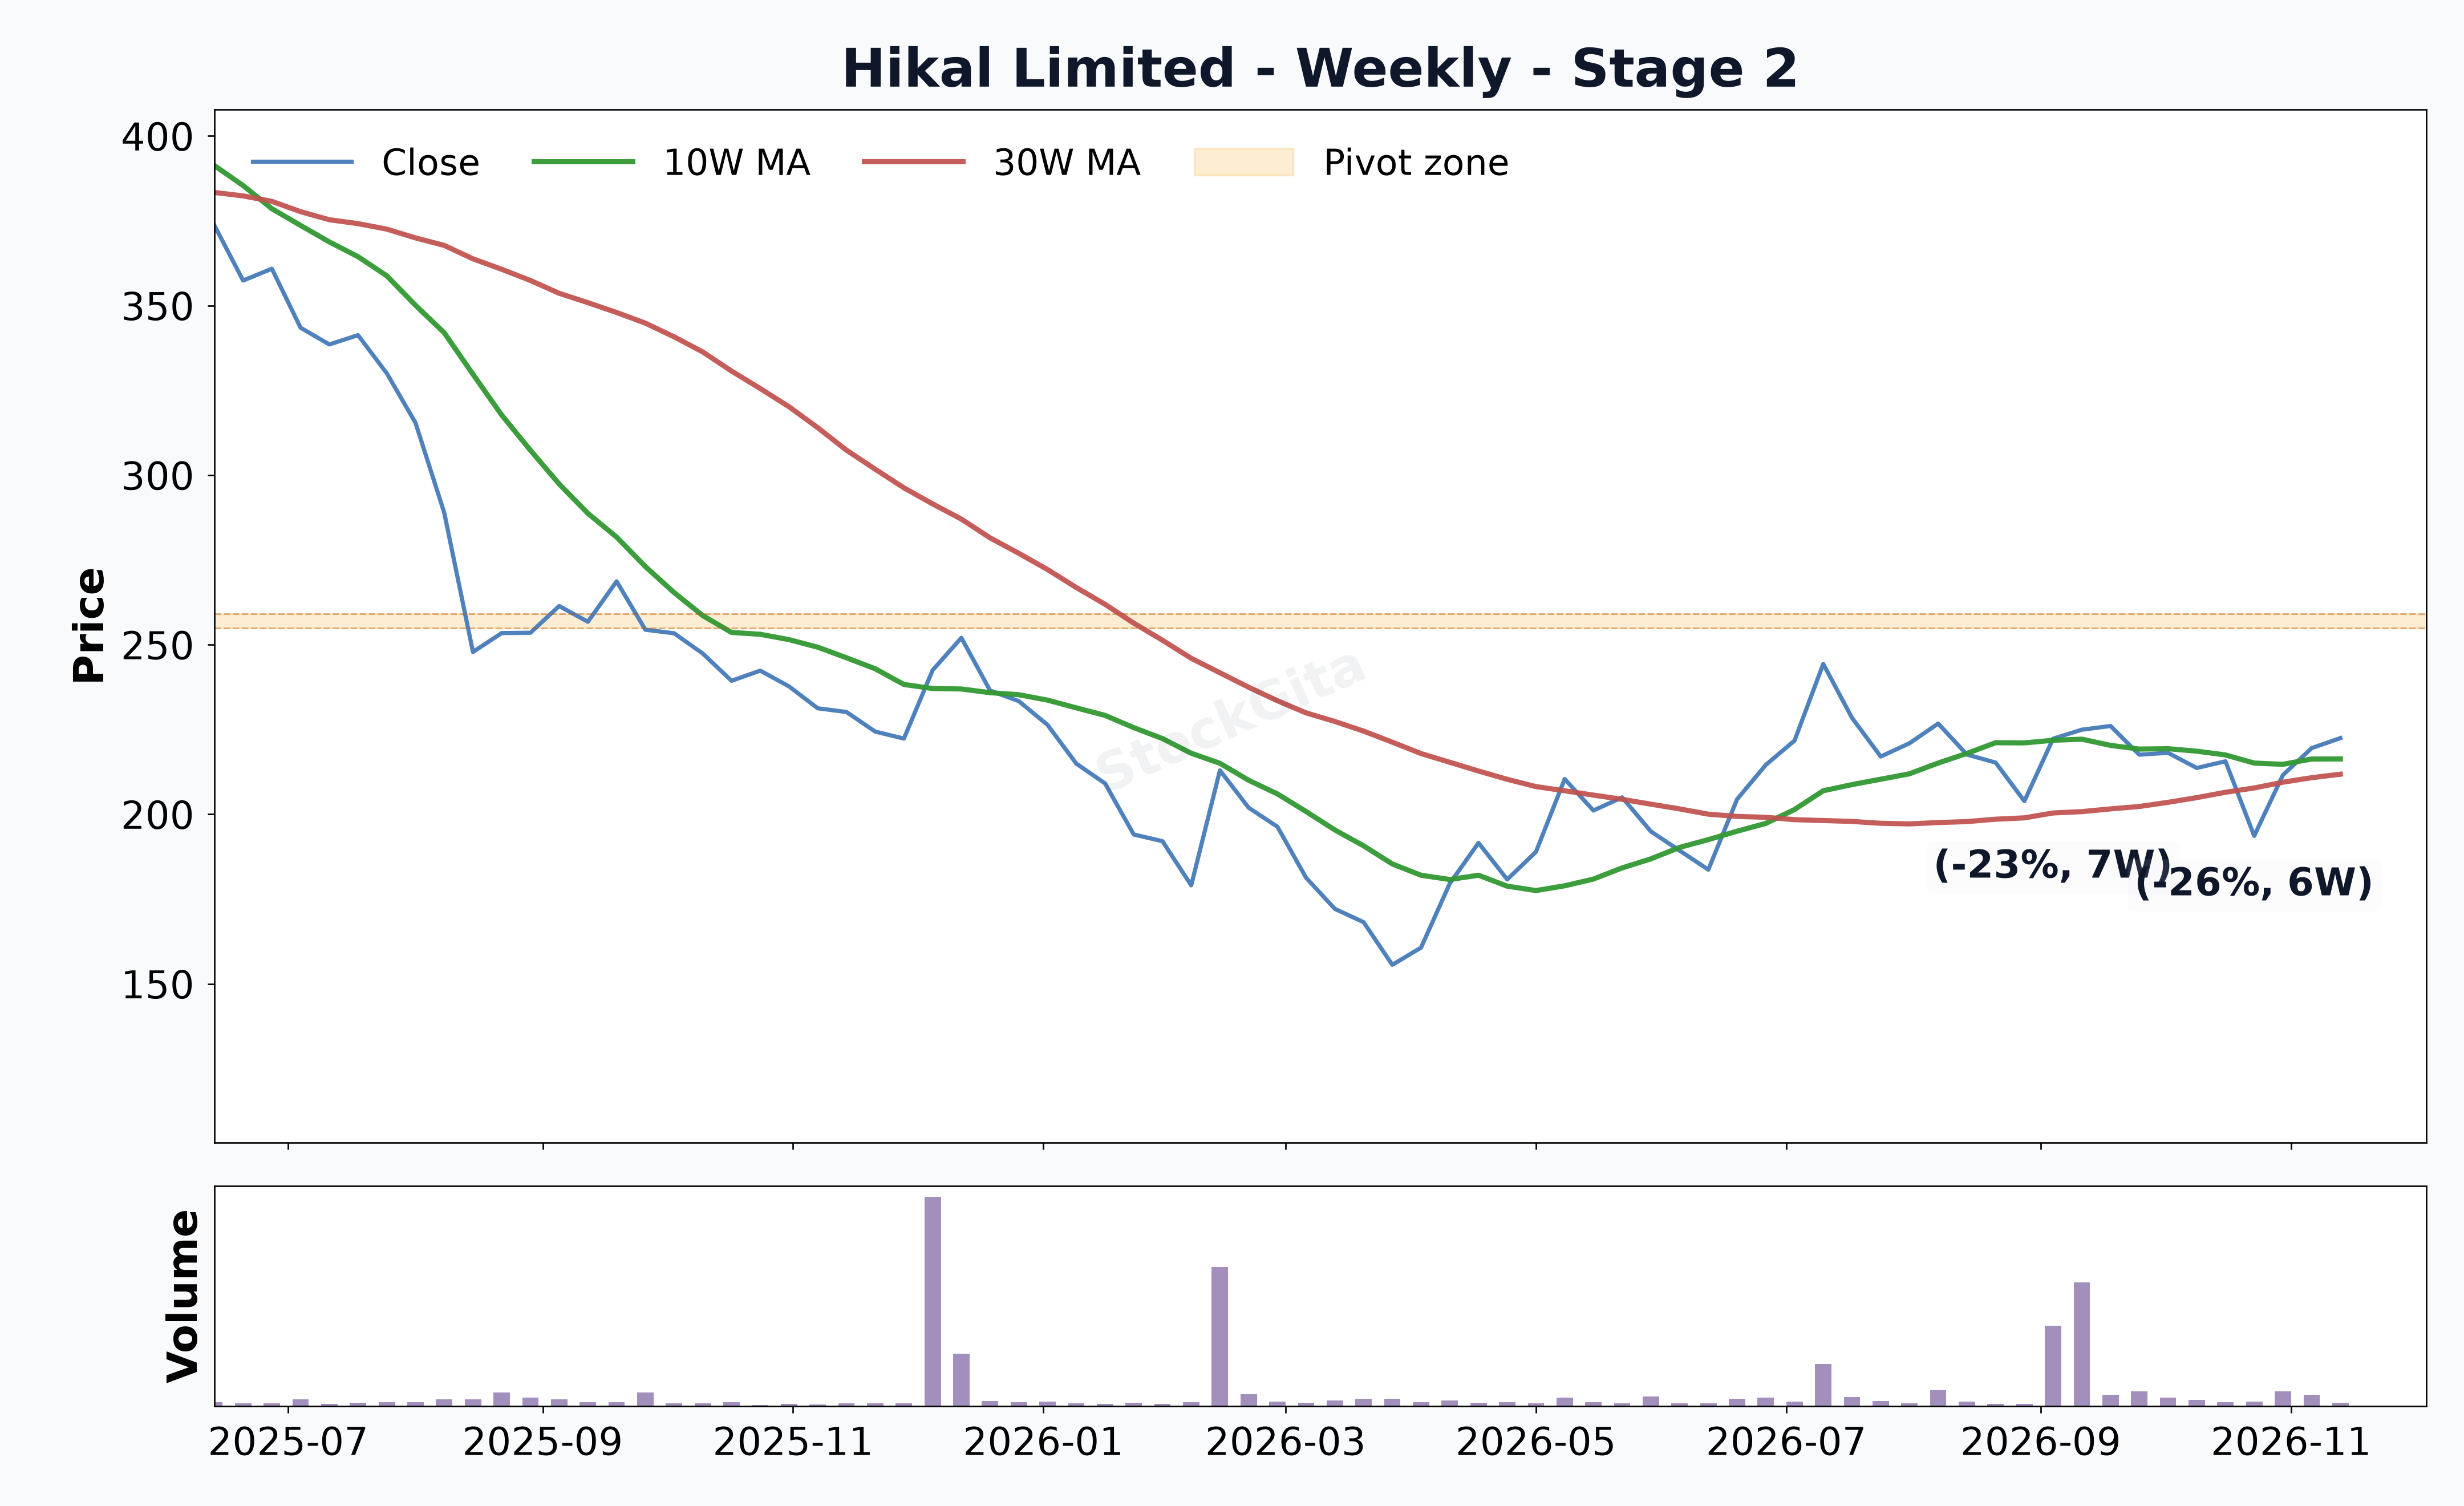 Hikal Limited - Weekly - Stage 2
Close 10W MA 30W MA Pivot zone
Price
400
350
300
250
200
150
StockGita
(-23%, 7W)
(-26%, 6W)
Volume
2025-07 2025-09 2025-11 2026-01 2026-03 2026-05 2026-07 2026-09 2026-11